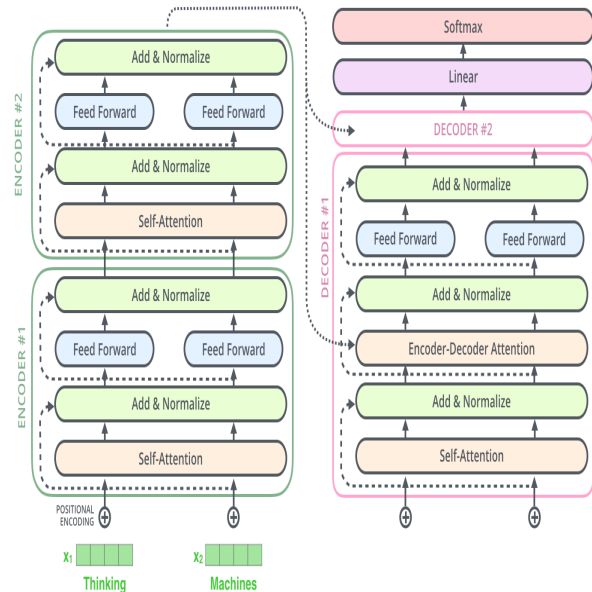 ENCODER #2
Add & Normalize
Feed Forward
Feed Forward
Add & Normalize
Self-Attention
ENCODER #1
Add & Normalize
Feed Forward
Feed Forward
Add & Normalize
Self-Attention
POSITIONAL
ENCODING
x1
x2
Thinking
Machines
Softmax
Linear
DECODER #2
DECODER #1
Add & Normalize
Feed Forward
Feed Forward
Add & Normalize
Encoder-Decoder Attention
Add & Normalize
Self-Attention